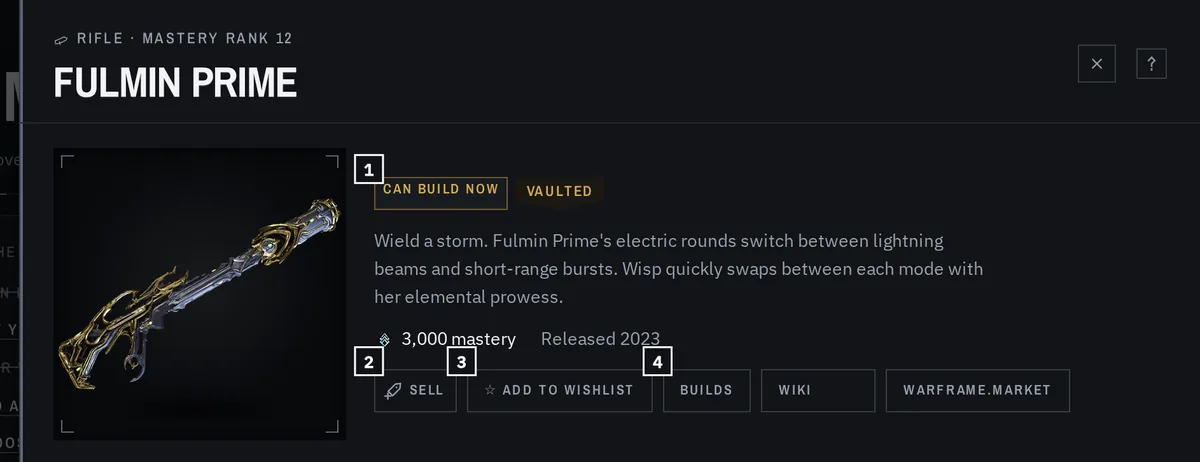 RIFLE · MASTERY RANK 12
FULMIN PRIME
×
?
1
CAN BUILD NOW
VAULTED
Wield a storm. Fulmin Prime's electric rounds switch between lightning
beams and short-range bursts. Wisp quickly swaps between each mode with
her elemental prowess.
3,000 mastery
Released 2023
2
3
4
SELL
☆ ADD TO WISHLIST
BUILDS
WIKI
WARFRAME.MARKET